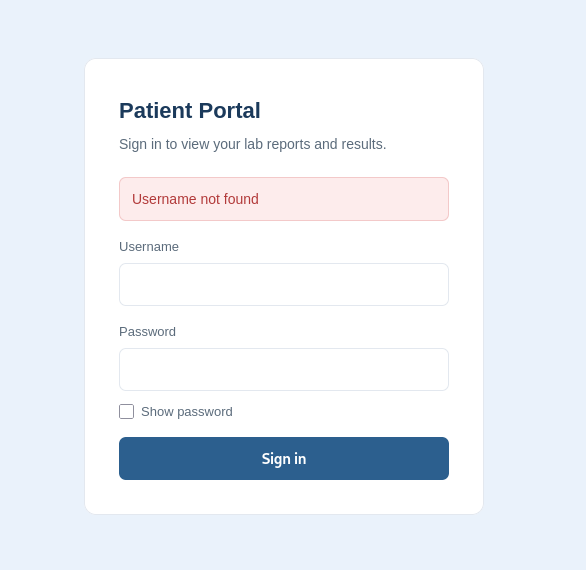 Patient Portal
Sign in to view your lab reports and results.
Username not found
Username
Password
Show password
Sign in